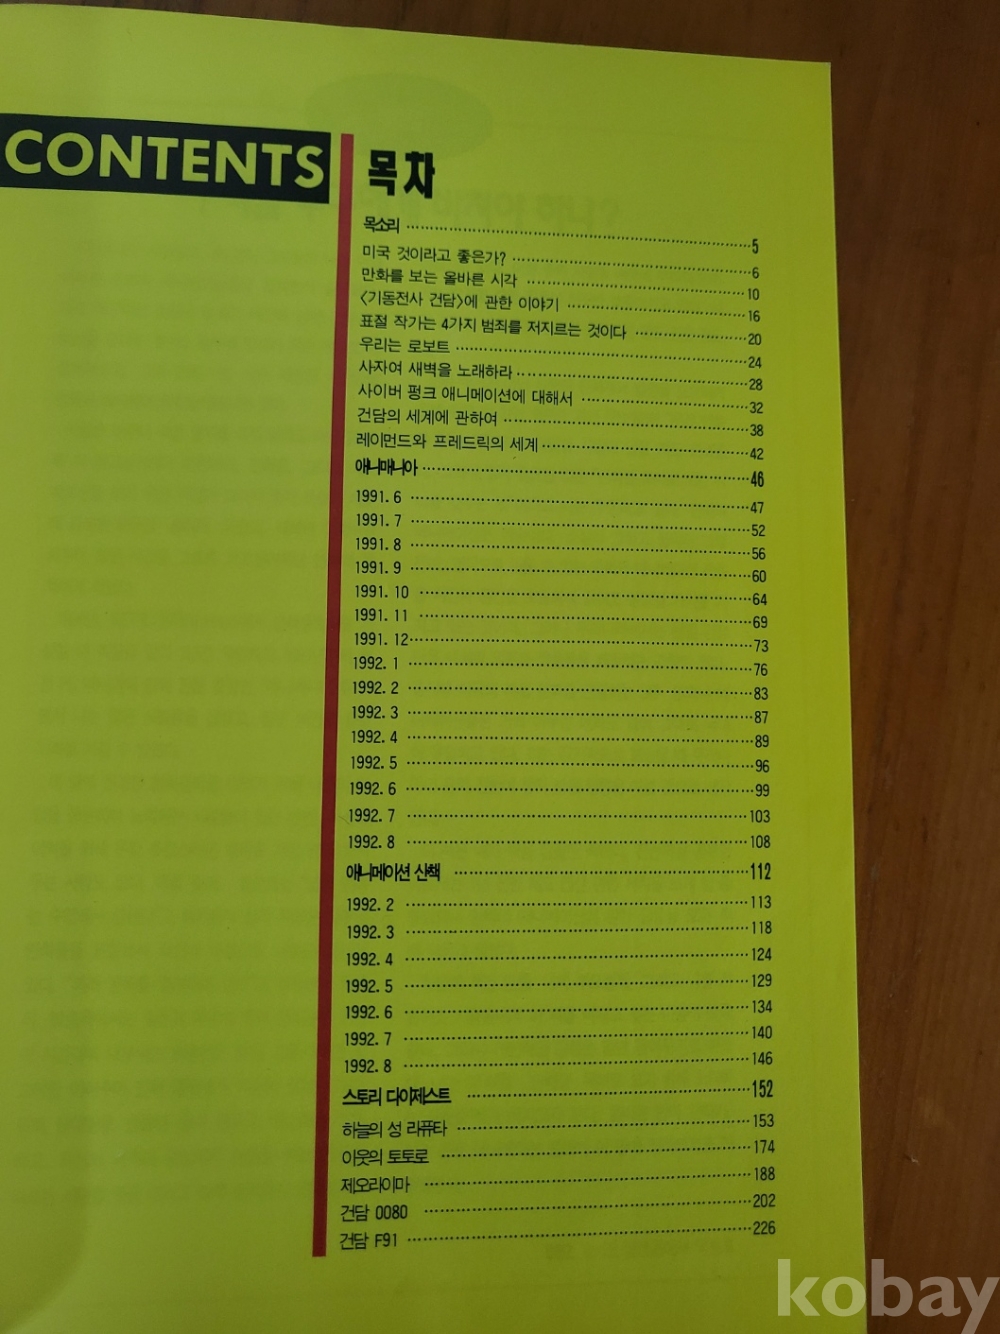 CONTENTS
목차
목소리 5
미국 것이라고 좋은가? 6
만화를 보는 올바른 시각 10
〈기동전사 건담〉에 관한 이야기 16
표절 작가는 4가지 범죄를 저지르는 것이다 20
우리는 로보트 24
사자여 새벽을 노래하라 28
사이버 펑크 애니메이션에 대해서 32
건담의 세계에 관하여 38
레이먼드와 프레드릭의 세계 42
애니매니아 46
1991. 6 47
1991. 7 52
1991. 8 56
1991. 9 60
1991. 10 64
1991. 11 69
1991. 12 73
1992. 1 76
1992. 2 83
1992. 3 87
1992. 4 89
1992. 5 96
1992. 6 99
1992. 7 103
1992. 8 108
애니메이션 산책 112
1992. 2 113
1992. 3 118
1992. 4 124
1992. 5 129
1992. 6 134
1992. 7 140
1992. 8 146
스토리 다이제스트 152
하늘의 성 라퓨타 153
이웃의 토토로 174
제오라이마 188
건담 0080 202
건담 F91 226
kobay